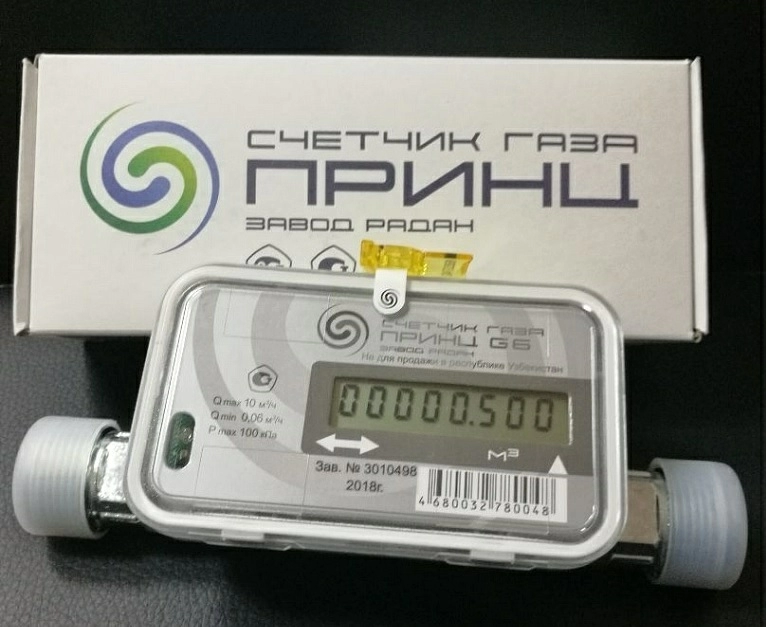 СЧЕТЧИК ГАЗА
ПРИНЦ
ЗАВОД РАДАН
СЧЕТЧИК ГАЗА
ПРИНЦ G6
ЗАВОД РАДАН
Не для продажи в республике Узбекистан
Q max 10 м³/ч
Q min 0,06 м³/ч
P max 100 кПа
00000.500
м³
Зав. № 3010498
2018г.
4 680032 780048